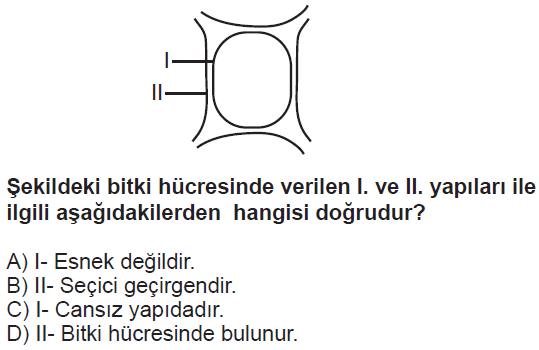 I
II
Şekildeki bitki hücresinde verilen I. ve II. yapıları ile
ilgili aşağıdakilerden hangisi doğrudur?
A) I- Esnek değildir.
B) II- Seçici geçirgendir.
C) I- Cansız yapıdadır.
D) II- Bitki hücresinde bulunur.